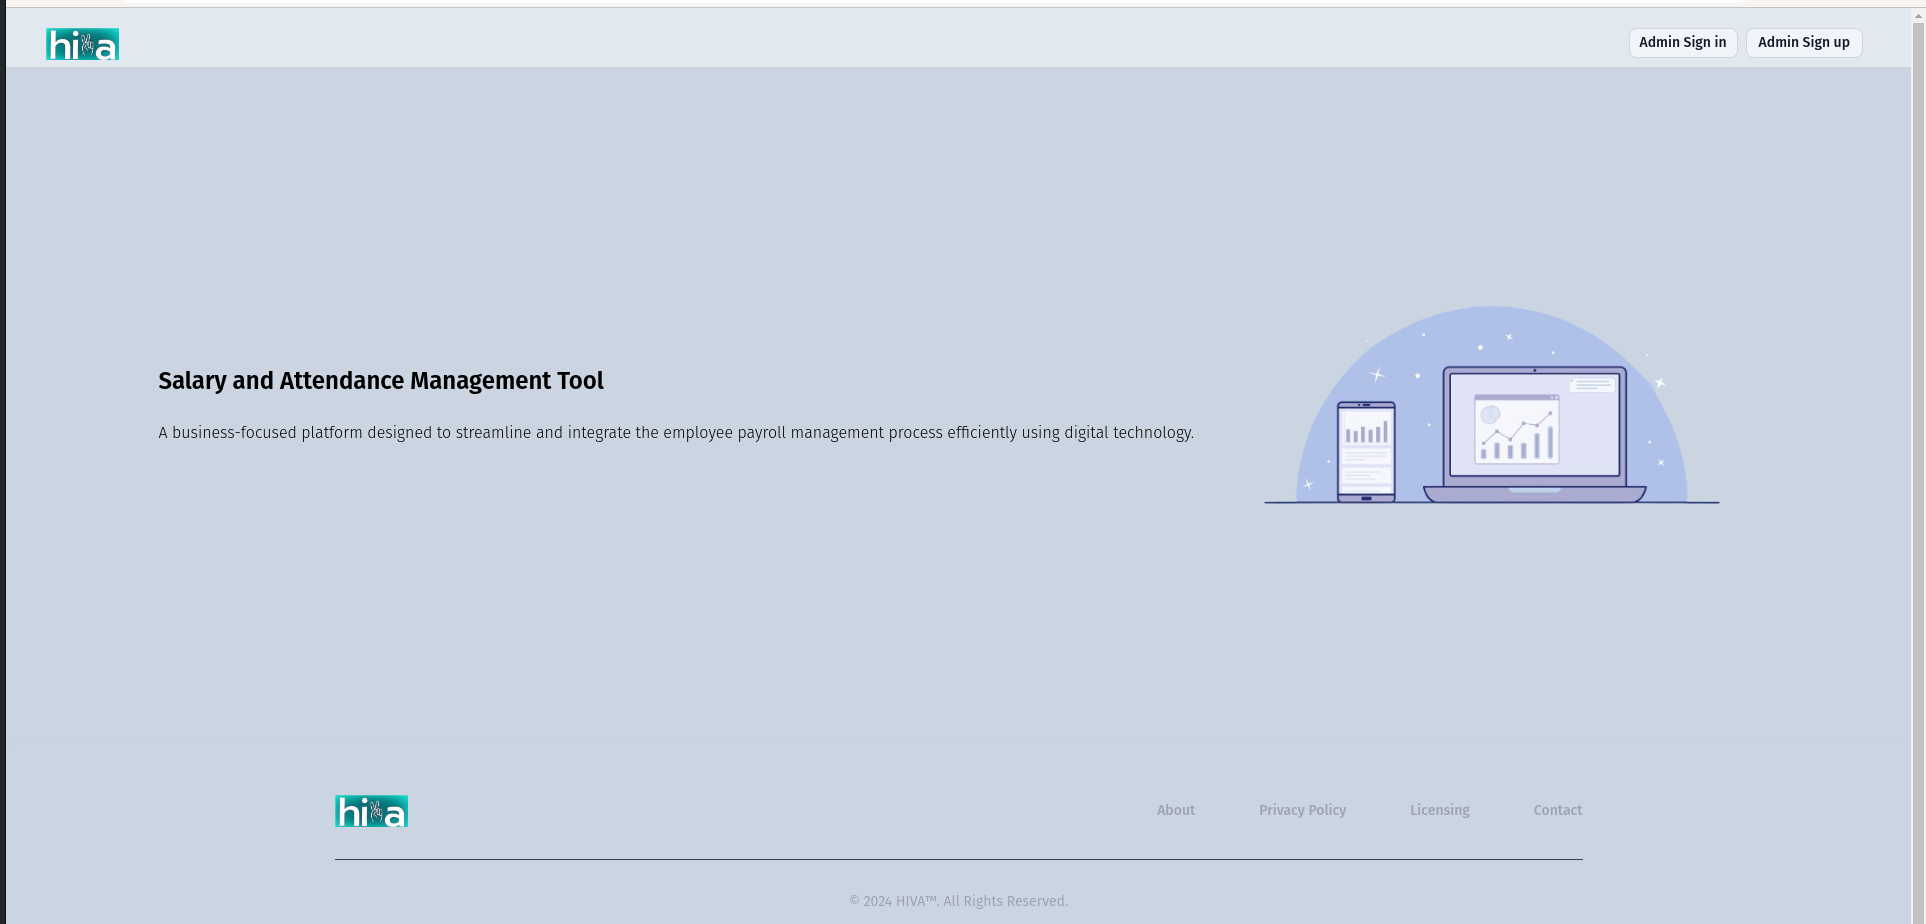 hiva
Admin Sign in
Admin Sign up
Salary and Attendance Management Tool
A business-focused platform designed to streamline and integrate the employee payroll management process efficiently using digital technology.
hiva
About
Privacy Policy
Licensing
Contact
© 2024 HIVA™. All Rights Reserved.